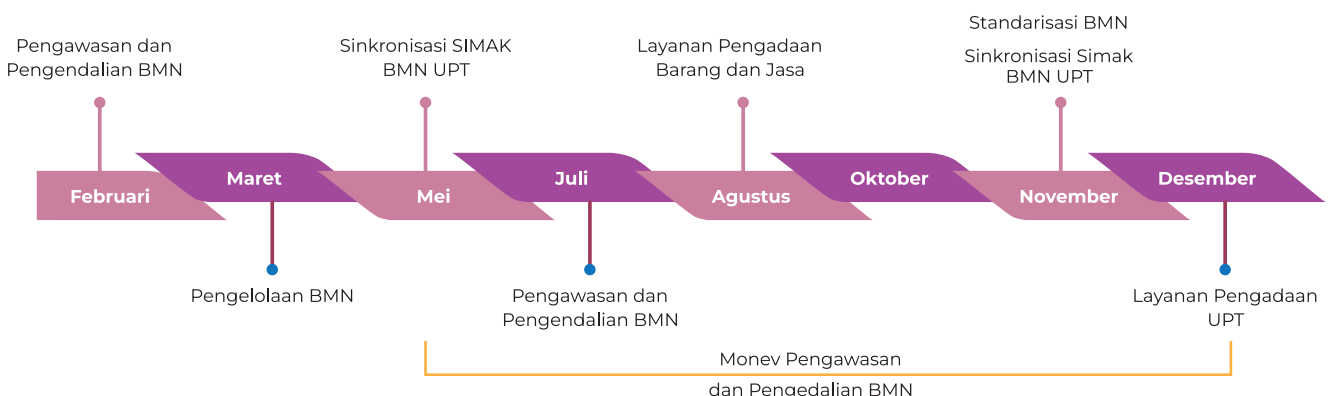 Pengawasan dan
Pengendalian BMN
Sinkronisasi SIMAK
BMN UPT
Layanan Pengadaan
Barang dan Jasa
Standarisasi BMN
Sinkronisasi Simak
BMN UPT
Februari
Maret
Mei
Juli
Agustus
Oktober
November
Desember
Pengelolaan BMN
Pengawasan dan
Pengendalian BMN
Layanan Pengadaan
UPT
Monev Pengawasan
dan Pengedalian BMN